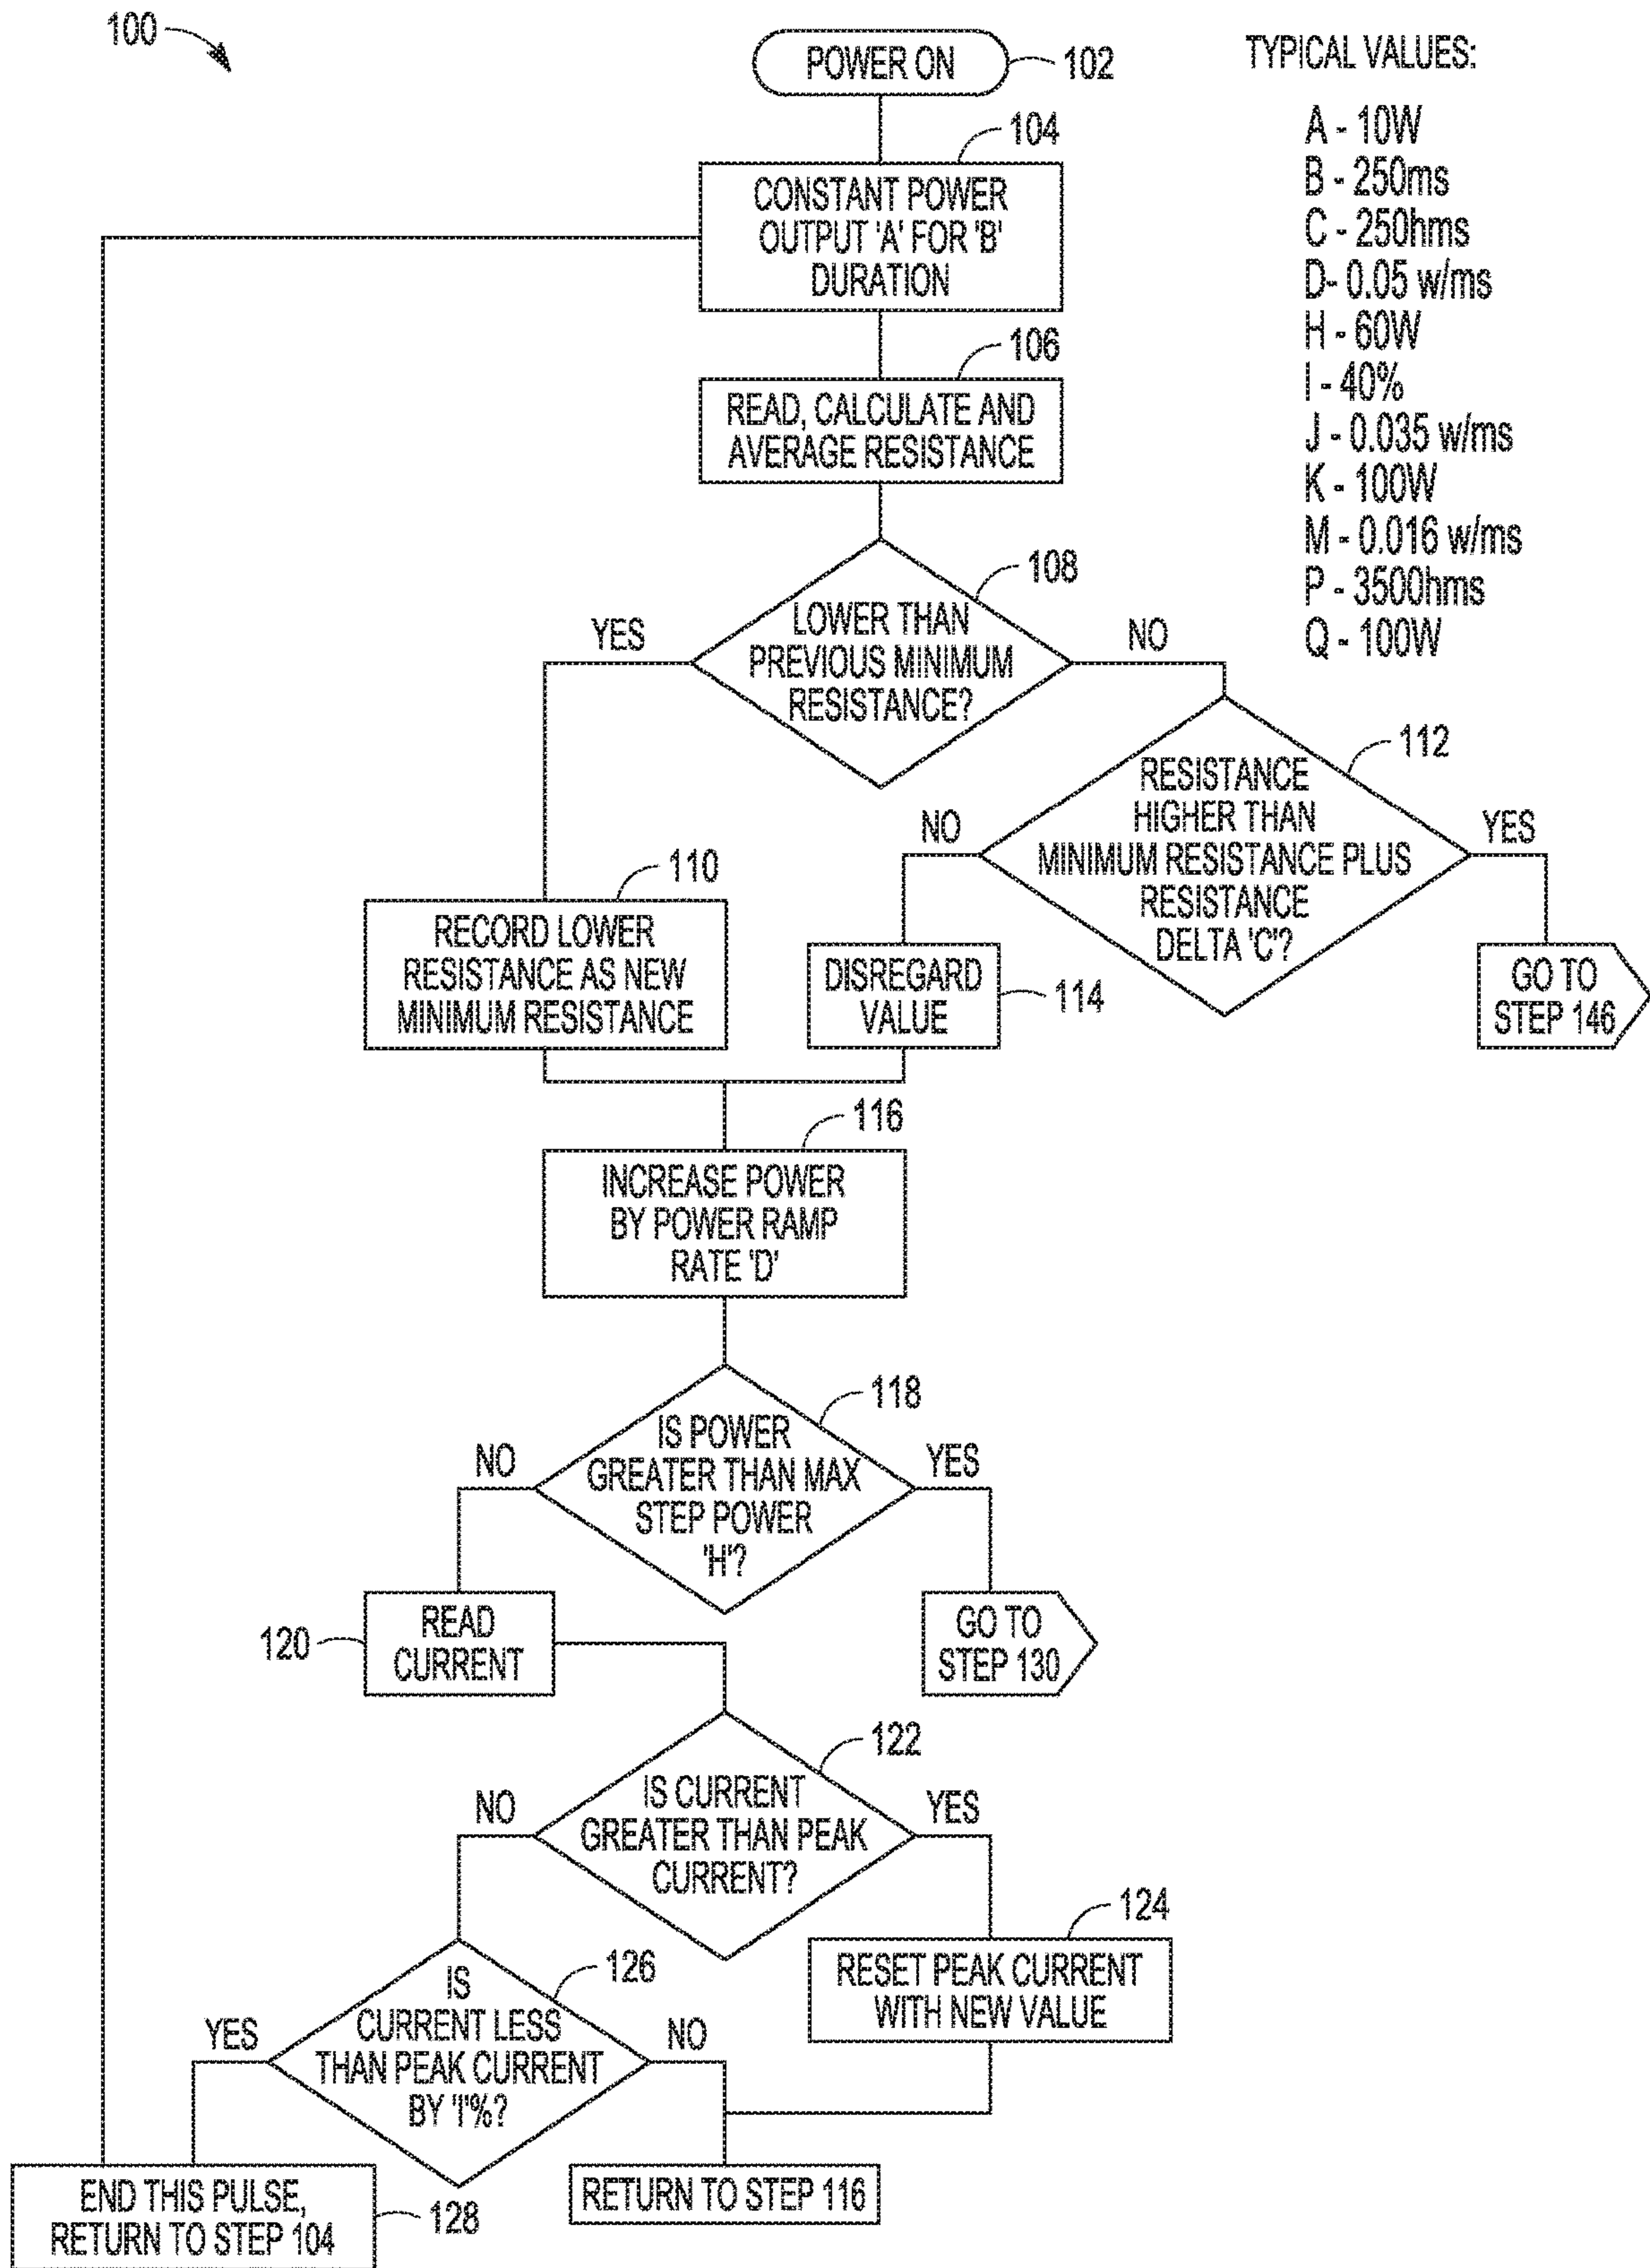 100
POWER ON
102
TYPICAL VALUES:
A - 10W
B - 250ms
C - 250hms
D- 0.05 w/ms
H - 60W
I - 40%
J - 0.035 w/ms
K - 100W
M - 0.016 w/ms
P - 3500hms
Q - 100W
104
CONSTANT POWER
OUTPUT 'A' FOR 'B'
DURATION
106
READ, CALCULATE AND
AVERAGE RESISTANCE
108
LOWER THAN
PREVIOUS MINIMUM
RESISTANCE?
YES
NO
112
RESISTANCE
HIGHER THAN
MINIMUM RESISTANCE PLUS
RESISTANCE
DELTA 'C'?
NO
YES
110
RECORD LOWER
RESISTANCE AS NEW
MINIMUM RESISTANCE
DISREGARD
VALUE
114
GO TO
STEP 146
116
INCREASE POWER
BY POWER RAMP
RATE 'D'
118
IS POWER
GREATER THAN MAX
STEP POWER
'H'?
NO
YES
120
READ
CURRENT
GO TO
STEP 130
122
IS CURRENT
GREATER THAN PEAK
CURRENT?
NO
YES
124
RESET PEAK CURRENT
WITH NEW VALUE
126
IS
CURRENT LESS
THAN PEAK CURRENT
BY 'I'%?
YES
NO
END THIS PULSE,
RETURN TO STEP 104
128
RETURN TO STEP 116